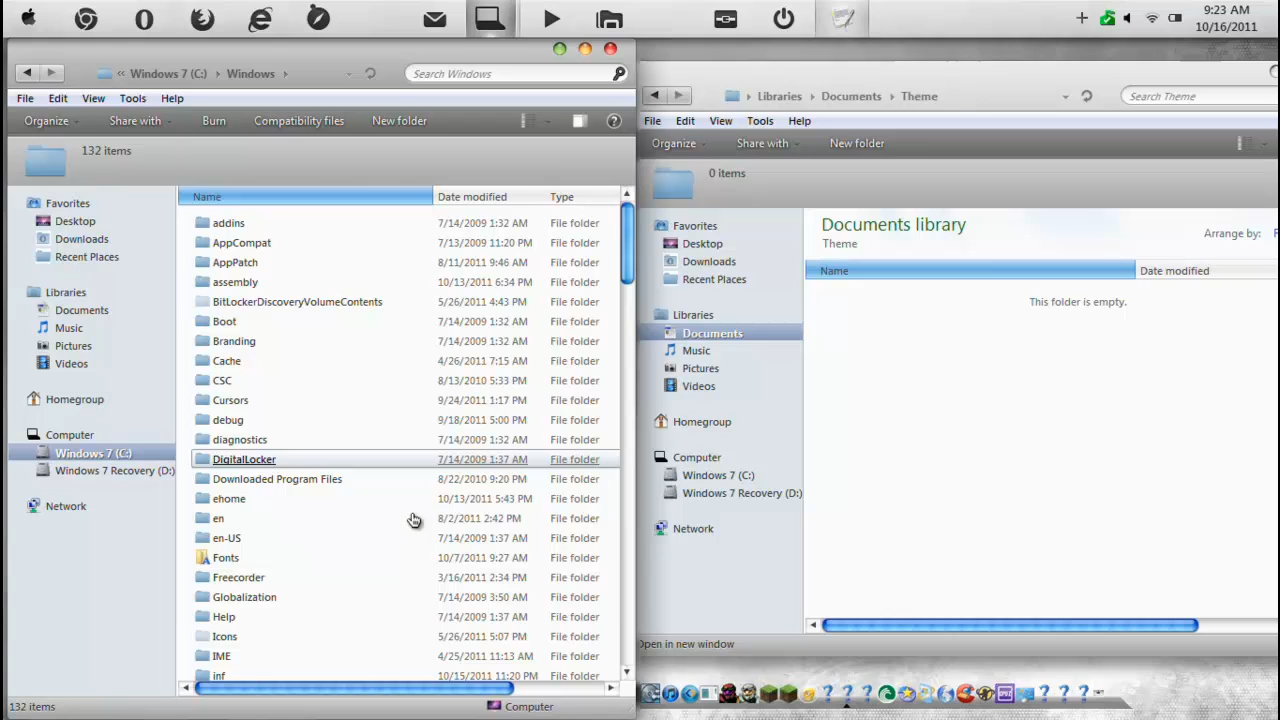 9:23 AM
10/16/2011
Windows 7 (C:) Windows
Search Windows
File Edit View Tools Help
Organize Share with Burn Compatibility files New folder
132 items
Favorites
Desktop
Downloads
Recent Places
Libraries
Documents
Music
Pictures
Videos
Homegroup
Computer
Windows 7 (C:)
Windows 7 Recovery (D:)
Network
Name Date modified Type
addins 7/14/2009 1:32 AM File folder
AppCompat 7/13/2009 11:20 PM File folder
AppPatch 8/11/2011 9:46 AM File folder
assembly 10/13/2011 6:34 PM File folder
BitLockerDiscoveryVolumeContents 5/26/2011 4:43 PM File folder
Boot 7/14/2009 1:32 AM File folder
Branding 7/14/2009 1:32 AM File folder
Cache 4/26/2011 7:15 AM File folder
CSC 8/13/2010 5:33 PM File folder
Cursors 9/24/2011 1:17 PM File folder
debug 9/18/2011 5:00 PM File folder
diagnostics 7/14/2009 1:32 AM File folder
DigitalLocker 7/14/2009 1:37 AM File folder
Downloaded Program Files 8/22/2010 9:20 PM File folder
ehome 10/13/2011 5:43 PM File folder
en 8/2/2011 2:42 PM File folder
en-US 7/14/2009 1:37 AM File folder
Fonts 10/7/2011 9:27 AM File folder
Freecorder 3/16/2011 2:34 PM File folder
Globalization 7/14/2009 3:50 AM File folder
Help 7/14/2009 1:37 AM File folder
Icons 5/26/2011 5:07 PM File folder
IME 4/25/2011 11:13 AM File folder
inf 10/15/2011 11:20 PM File folder
132 items
Computer
Libraries Documents Theme
Search Theme
File Edit View Tools Help
Organize Share with New folder
0 items
Favorites
Desktop
Downloads
Recent Places
Libraries
Documents
Music
Pictures
Videos
Homegroup
Computer
Windows 7 (C:)
Windows 7 Recovery (D:)
Network
Documents library
Theme
Arrange by: F
Name Date modified
This folder is empty.
Open in new window